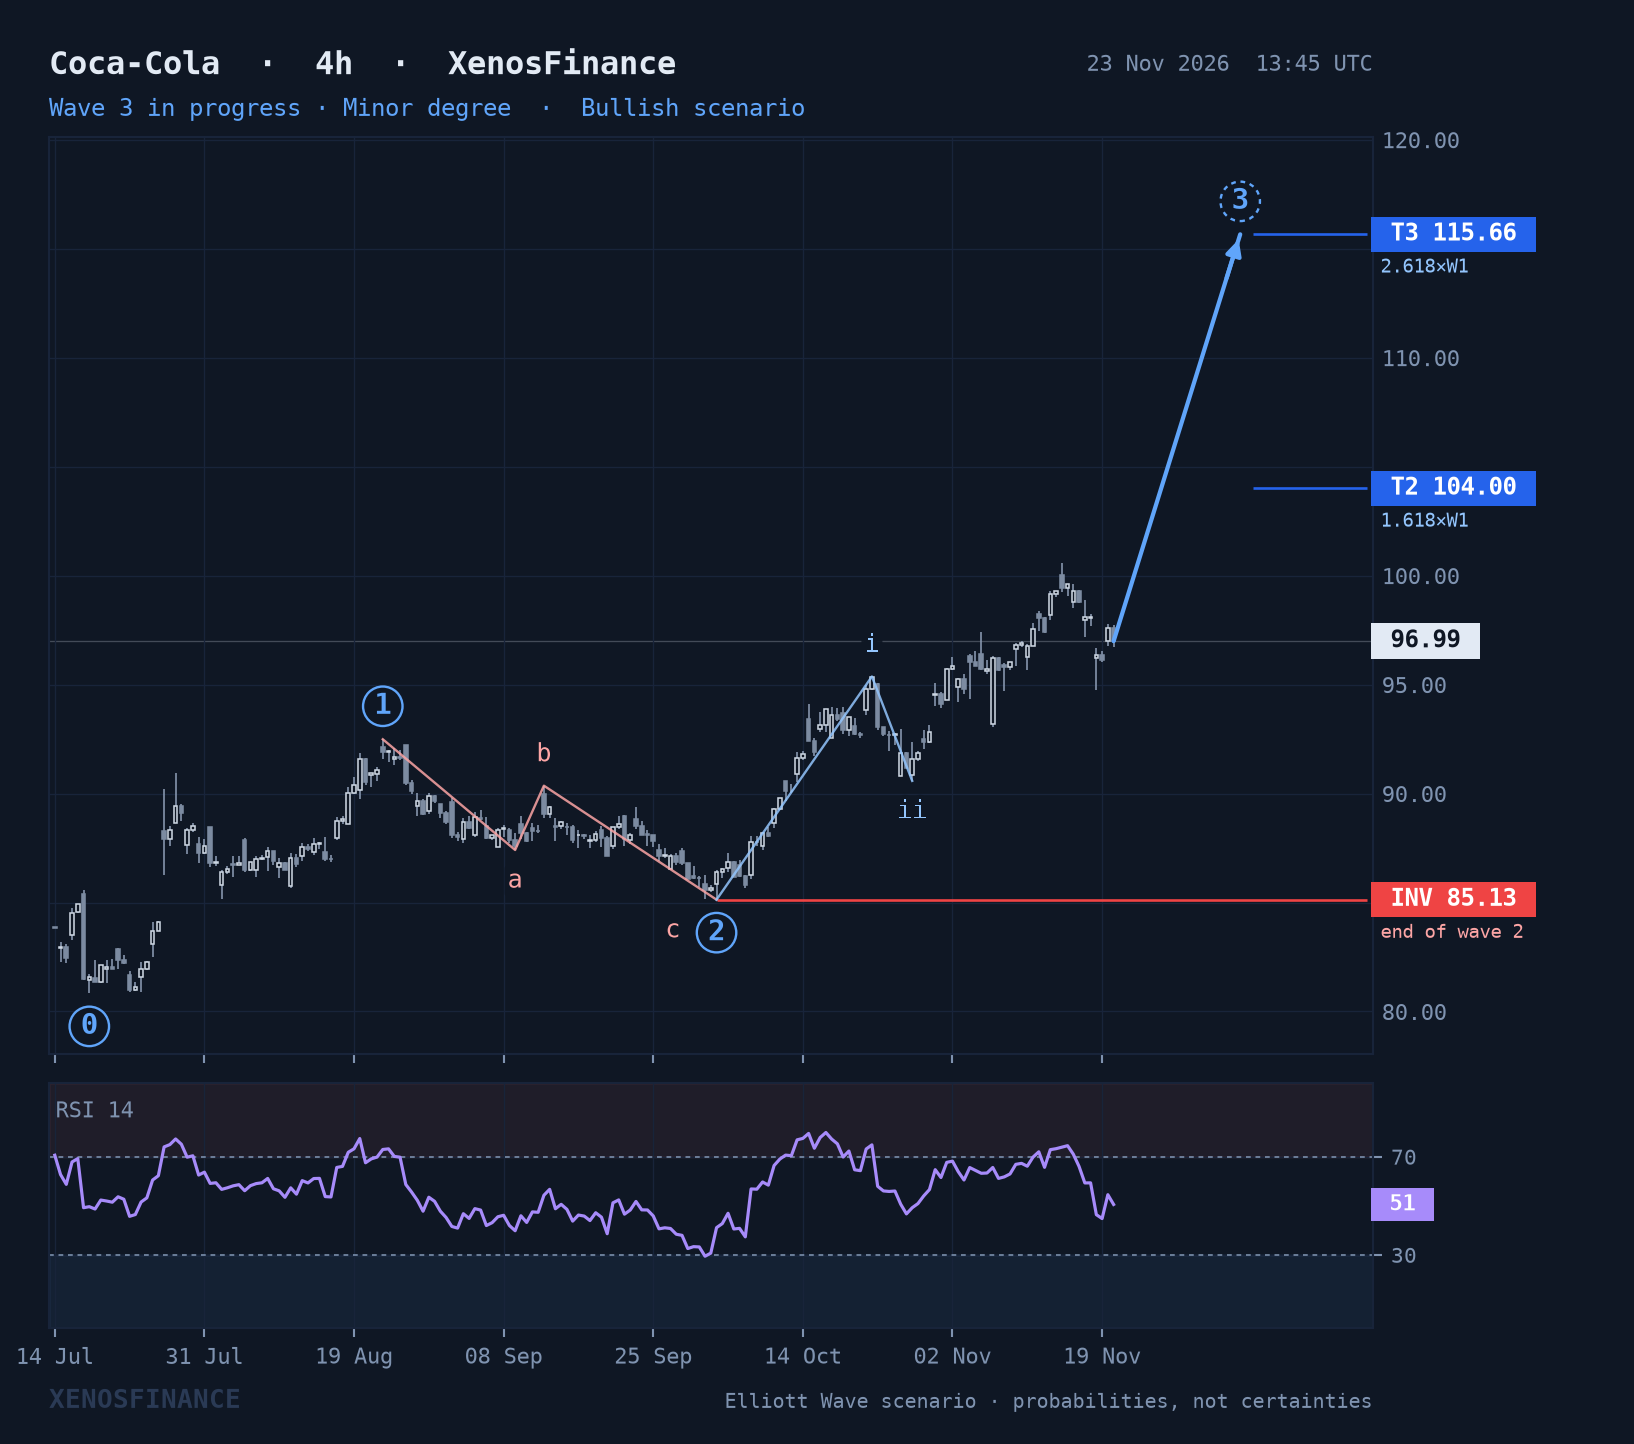 Coca-Cola · 4h · XenosFinance
23 Nov 2026 13:45 UTC
Wave 3 in progress · Minor degree · Bullish scenario
120.00
3
T3 115.66
2.618×W1
110.00
T2 104.00
1.618×W1
100.00
i
96.99
1
95.00
b
90.00
ii
a
INV 85.13
c
2
end of wave 2
0
80.00
RSI 14
70
51
30
14 Jul
31 Jul
19 Aug
08 Sep
25 Sep
14 Oct
02 Nov
19 Nov
XENOSFINANCE
Elliott Wave scenario · probabilities, not certainties